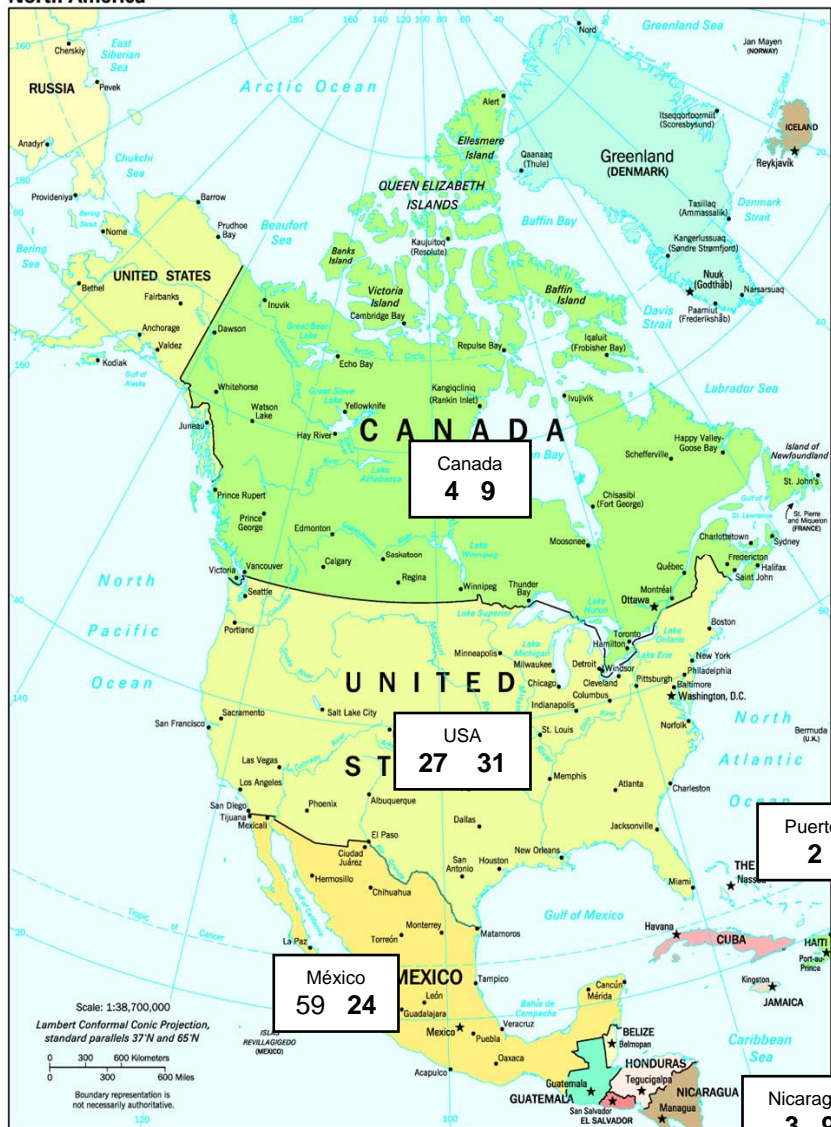 Greenland Sea
Nord
Jan Mayen
(NORWAY)
East
Siberian
Sea
Cherskiy
Pevek
RUSSIA
Arctic Ocean
Alert
Ellesmere
Island
Itseqqortoormiit
(Scoresbysund)
ICELAND
Reykjavík
Anadyr'
Chukchi
Sea
Provideniya
Qaanaaq
(Thule)
Greenland
(DENMARK)
QUEEN ELIZABETH
ISLANDS
Barrow
Beaufort
Sea
Baffin Bay
Tasiilaq
(Ammassalik)
Denmark
Strait
Nome
Prudhoe
Bay
Kaujuitoq
(Resolute)
Kangerlussuaq
(Søndre Strømfjord)
Bering
Sea
Banks
Island
Nuuk
(Godthåb)
UNITED STATES
Bethel
Fairbanks
Victoria
Island
Cambridge Bay
Baffin
Island
Davis
Strait
Paamiut
(Frederikshåb)
Narsarsuaq
Inuvik
Anchorage
Valdez
Dawson
Great Bear
Lake
Repulse Bay
Iqaluit
(Frobisher Bay)
Kodiak
Gulf of
Alaska
Echo Bay
Arctic
Circle
Labrador Sea
Whitehorse
Great Slave
Lake
Yellowknife
Kangiqcliniq
(Rankin Inlet)
Ivujivik
Juneau
Watson
Lake
Hay River
CANADA
Happy Valley-
Goose Bay
Schefferville
Island of
Newfoundland
Lake
Athabasca
Canada
4 9
St. John's
Prince Rupert
Chisasibi
(Fort George)
Gulf of
St. Lawrence
St. Pierre
and Miquelon
(FRANCE)
Prince
George
Edmonton
Moosonee
Charlottetown
Sydney
Saskatoon
Lake
Winnipeg
Calgary
Québec
Fredericton
Halifax
Saint John
North
Pacific
Ocean
Victoria
Vancouver
Regina
Winnipeg
Thunder
Bay
Montréal
Seattle
Lake Superior
Lake
Huron
Ottawa
Portland
Toronto
Hamilton
Lake
Ontario
Boston
Minneapolis
Lake
Michigan
Milwaukee
Detroit
Windsor
Lake Erie
New York
Philadelphia
UNITED
Chicago
Cleveland
Pittsburgh
Baltimore
Columbus
Washington, D.C.
Indianapolis
San Francisco
Sacramento
Salt Lake City
USA
27 31
St. Louis
Norfolk
North
Atlantic
Ocean
Bermuda
(U.K.)
Las Vegas
Colorado
River
Memphis
Los Angeles
Phoenix
Albuquerque
Atlanta
Charleston
San Diego
Tijuana
Mexicali
El Paso
Dallas
Jacksonville
Puerto
2
Ciudad
Juárez
San
Antonio
Houston
New Orleans
Hermosillo
Chihuahua
Miami
THE
Nassau
Tropic of Cancer
Gulf of Mexico
Monterrey
Matamoros
Havana
CUBA
HAITI
Port-au-
Prince
La Paz
Torreón
México
59 24
MEXICO
Tampico
Cancún
Mérida
Kingston
JAMAICA
León
Guadalajara
Bahía de
Campeche
Scale: 1:38,700,000
Lambert Conformal Conic Projection,
standard parallels 37°N and 65°N
0 300 600 Kilometers
0 300 600 Miles
Boundary representation is
not necessarily authoritative.
REVILLAGIGEDO
(MEXICO)
Mexico
Puebla
Veracruz
BELIZE
Belmopan
Caribbean
Sea
Acapulco
Oaxaca
HONDURAS
Guatemala
Tegucigalpa
GUATEMALA
San Salvador
EL SALVADOR
NICARAGUA
Managua
Nicarag
3
120
100